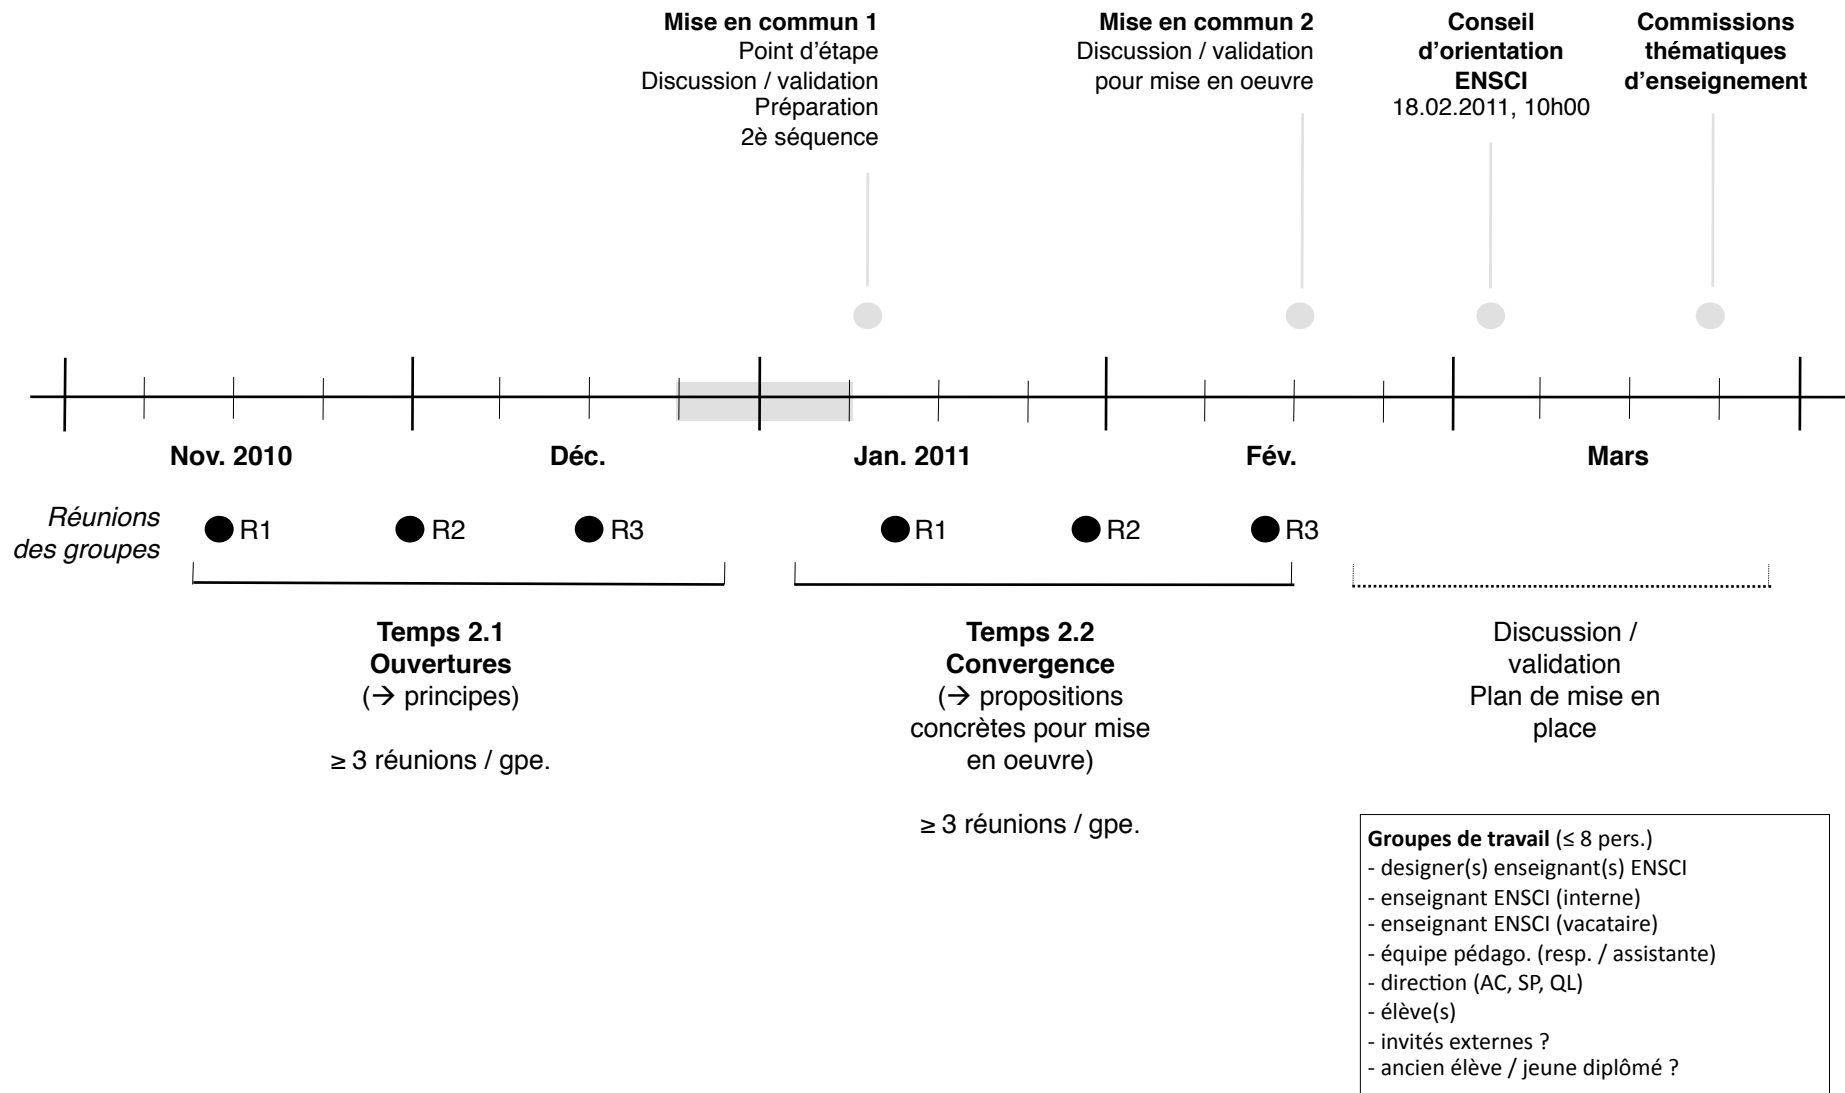 Mise en commun 1
Point d’étape
Discussion / validation
Préparation
2è séquence
Mise en commun 2
Discussion / validation
pour mise en oeuvre
Conseil
d’orientation
ENSCI
18.02.2011, 10h00
Commissions
thématiques
d’enseignement
Nov. 2010
Déc.
Jan. 2011
Fév.
Mars
Réunions
des groupes
R1
R2
R3
R1
R2
R3
Temps 2.1
Ouvertures
(→ principes)
≥ 3 réunions / gpe.
Temps 2.2
Convergence
(→ propositions
concrètes pour mise
en oeuvre)
≥ 3 réunions / gpe.
Discussion /
validation
Plan de mise en
place
Groupes de travail (≤ 8 pers.)
- designer(s) enseignant(s) ENSCI
- enseignant ENSCI (interne)
- enseignant ENSCI (vacataire)
- équipe pédago. (resp. / assistante)
- direction (AC, SP, QL)
- élève(s)
- invités externes ?
- ancien élève / jeune diplômé ?